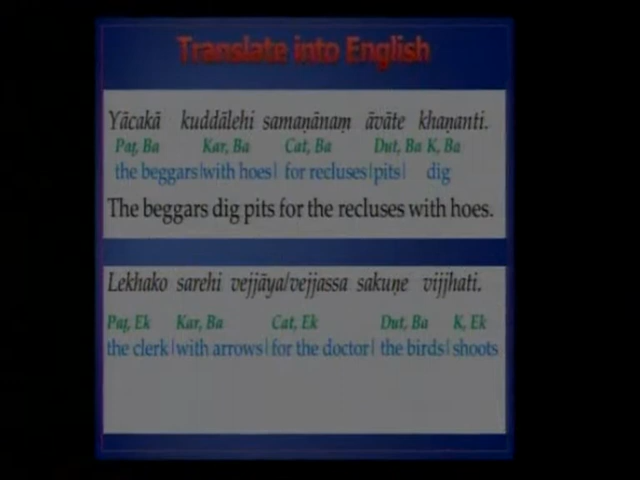 Translate into English
Yācakā kuddālehi samaṇānaṃ āvāte khaṇanti.
Paṭ, Ba Kar, Ba Cat, Ba Dut, Ba K, Ba
the beggars|with hoes| for recluses|pits| dig
The beggars dig pits for the recluses with hoes.
Lekhako sarehi vejjāya/vejjassa sakuṇe vijjhati.
Paṭ, Ek Kar, Ba Cat, Ek Dut, Ba K, Ek
the clerk|with arrows|for the doctor| the birds|shoots